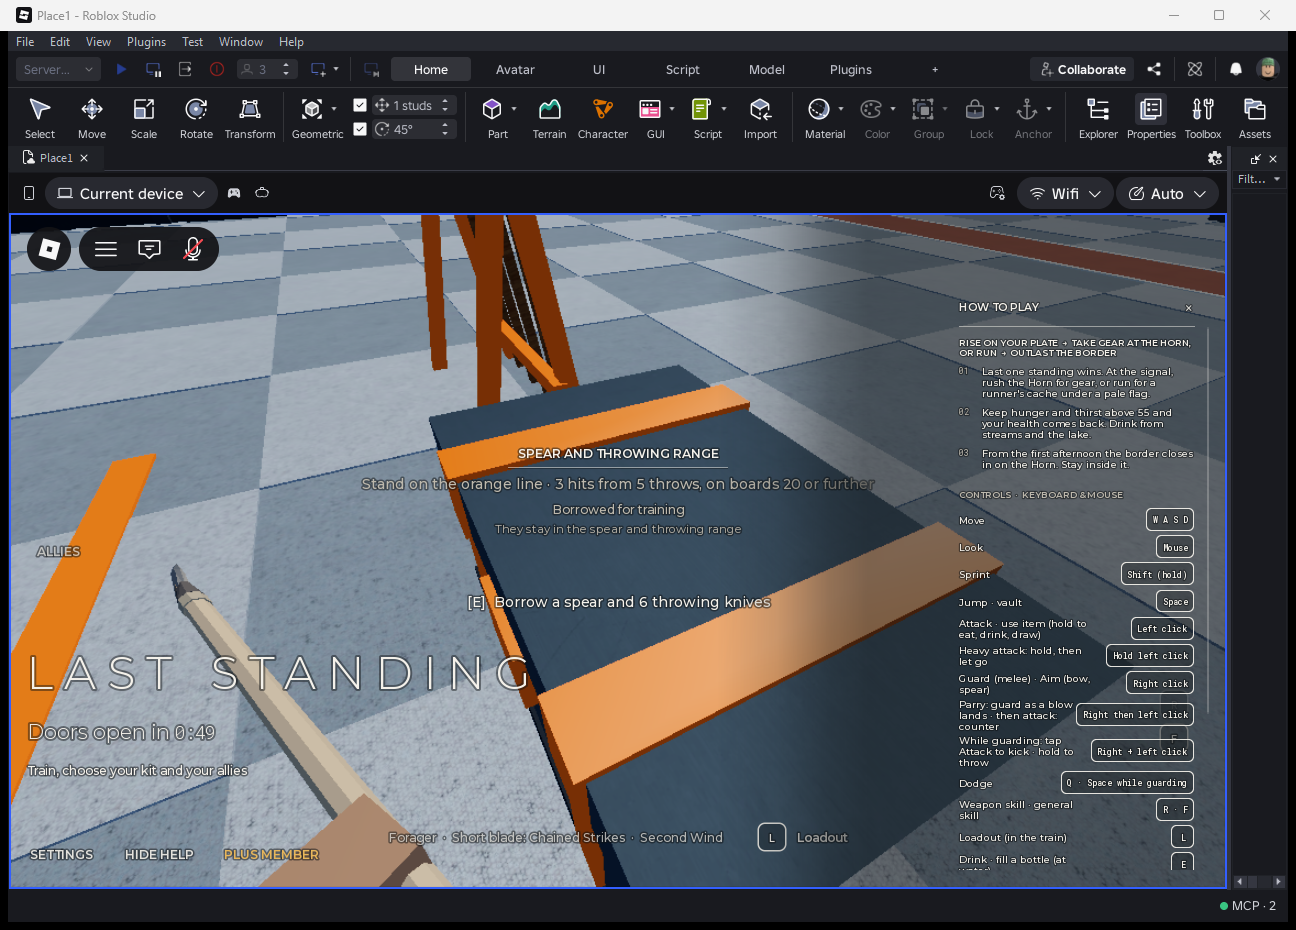 Place1 - Roblox Studio
File Edit View Plugins Test Window Help
Server... 3 Home Avatar UI Script Model Plugins + Collaborate
1 studs
45°
Select Move Scale Rotate Transform Geometric Part Terrain Character GUI Script Import Material Color Group Lock Anchor Explorer Properties Toolbox Assets
Place1
Filt...
Current device Wifi Auto
HOW TO PLAY ×
RISE ON YOUR PLATE → TAKE GEAR AT THE HORN,
OR RUN → OUTLAST THE BORDER
01 Last one standing wins. At the signal,
rush the Horn for gear, or run for a
runner's cache under a pale flag.
02 Keep hunger and thirst above 55 and
your health comes back. Drink from
streams and the lake.
03 From the first afternoon the border closes
in on the Horn. Stay inside it.
CONTROLS · KEYBOARD & MOUSE
Move W A S D
Look Mouse
Sprint Shift (hold)
Jump · vault Space
Attack · use item (hold to
eat, drink, draw) Left click
Heavy attack: hold, then
let go Hold left click
Guard (melee) · Aim (bow,
spear) Right click
Parry: guard as a blow
lands · then attack:
counter Right then left click
While guarding: tap
Attack to kick · hold to
throw Right + left click
Dodge Q · Space while guarding
Weapon skill · general
skill R · F
Loadout (in the train) L
Drink · fill a bottle (at
water) E
SPEAR AND THROWING RANGE
Stand on the orange line · 3 hits from 5 throws, on boards 20 or further
Borrowed for training
They stay in the spear and throwing range
[E] Borrow a spear and 6 throwing knives
ALLIES
LAST STANDING
Doors open in 0:49
Train, choose your kit and your allies
Forager · Short blade: Chained Strikes · Second Wind L Loadout
SETTINGS HIDE HELP PLUS MEMBER
MCP · 2